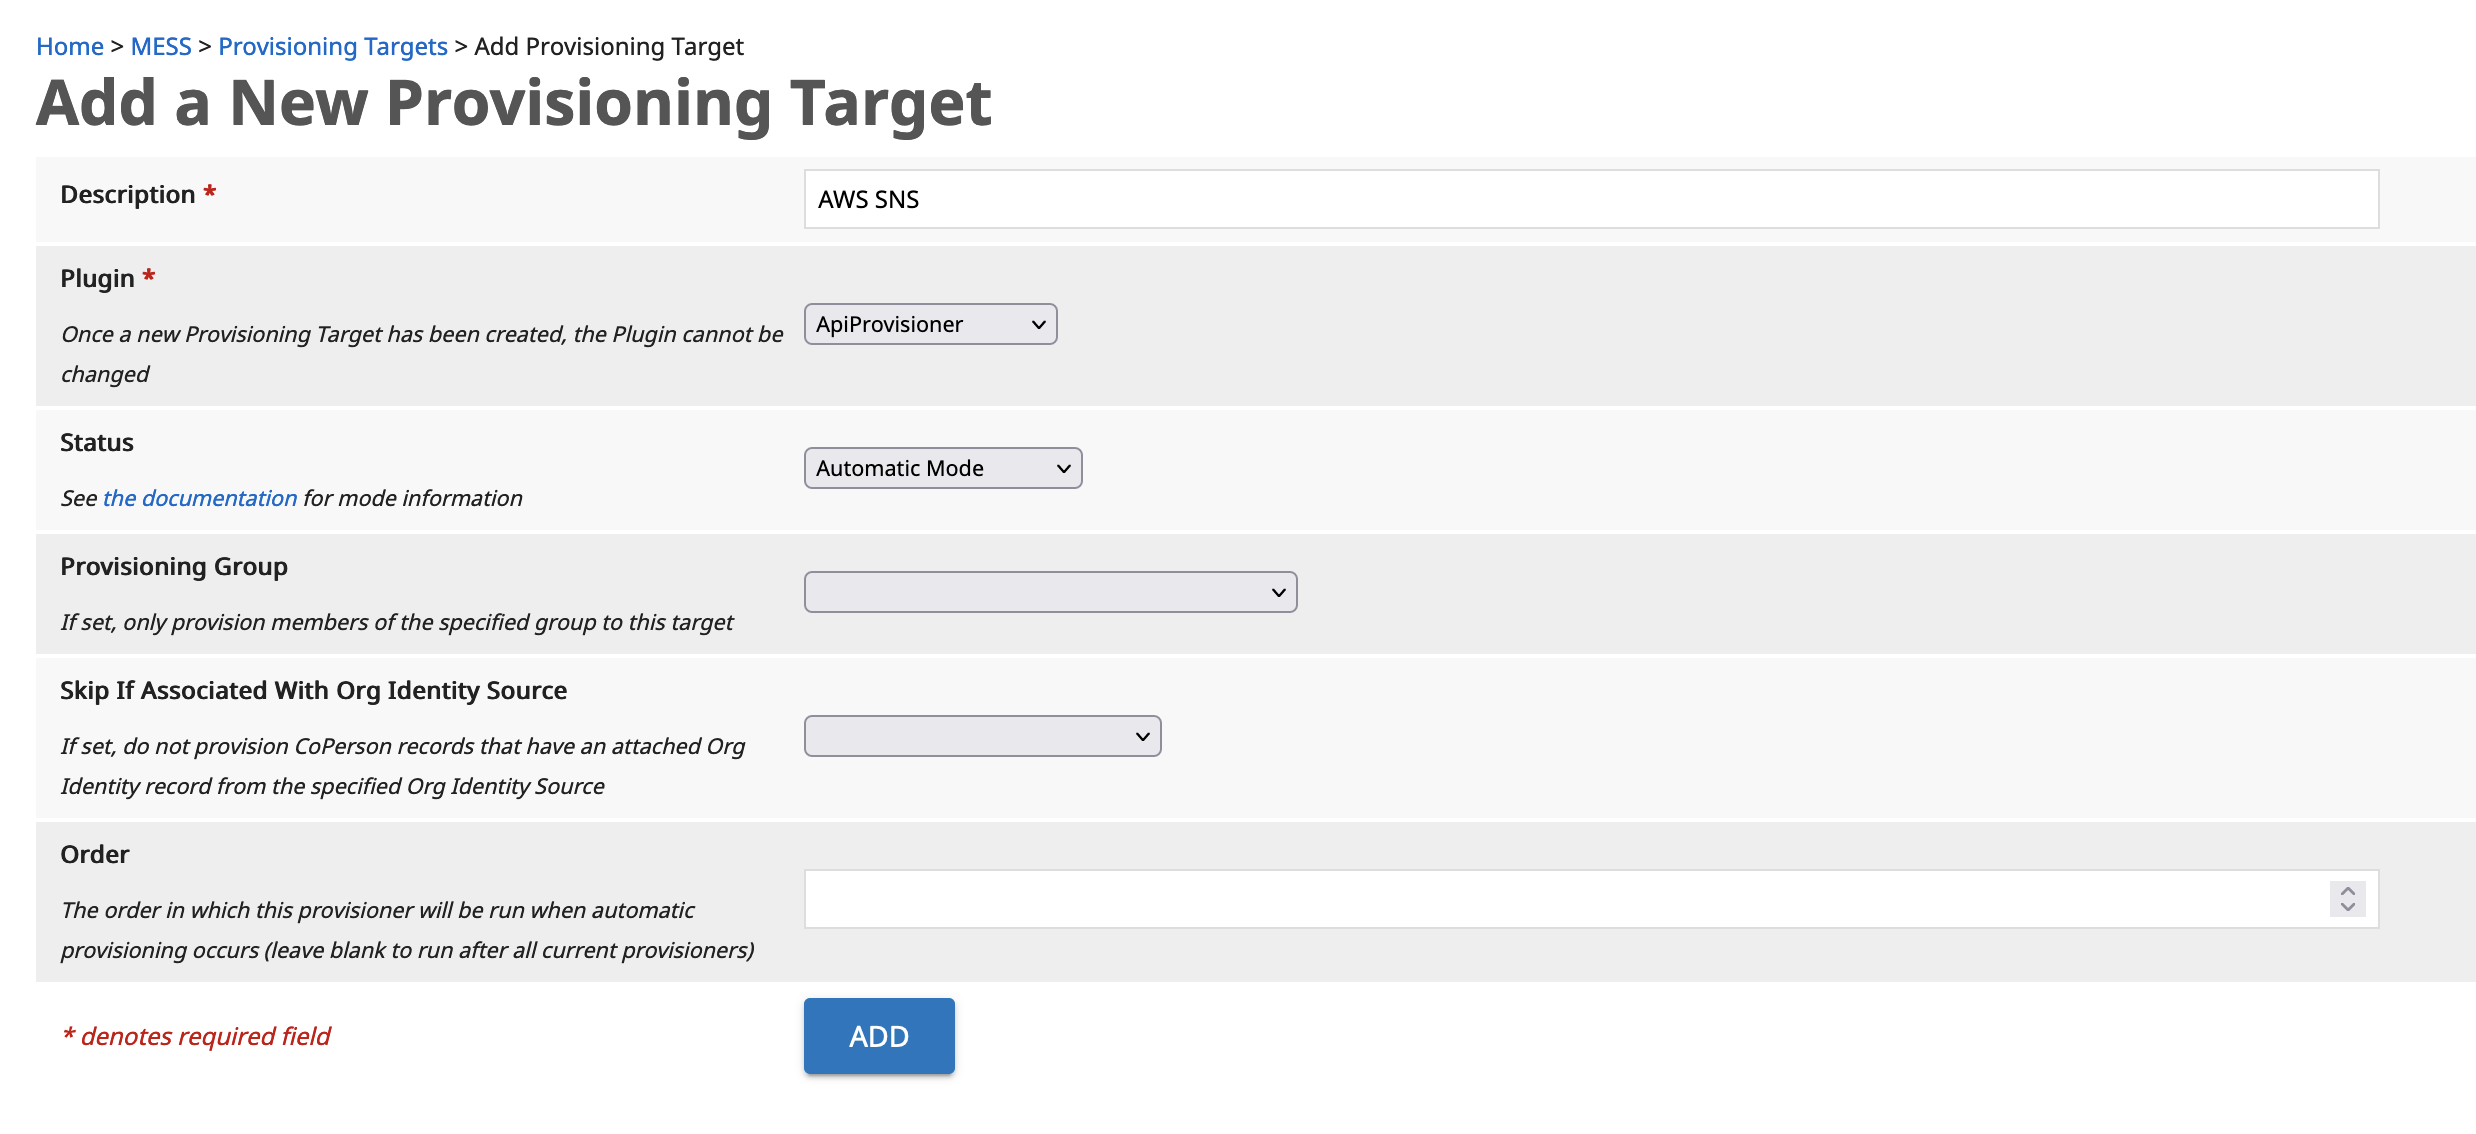 Home > MESS > Provisioning Targets > Add Provisioning Target
Add a New Provisioning Target
Description *
AWS SNS
Plugin *
Once a new Provisioning Target has been created, the Plugin cannot be
changed
ApiProvisioner
Status
See the documentation for mode information
Automatic Mode
Provisioning Group
If set, only provision members of the specified group to this target
Skip If Associated With Org Identity Source
If set, do not provision CoPerson records that have an attached Org
Identity record from the specified Org Identity Source
Order
The order in which this provisioner will be run when automatic
provisioning occurs (leave blank to run after all current provisioners)
* denotes required field
ADD